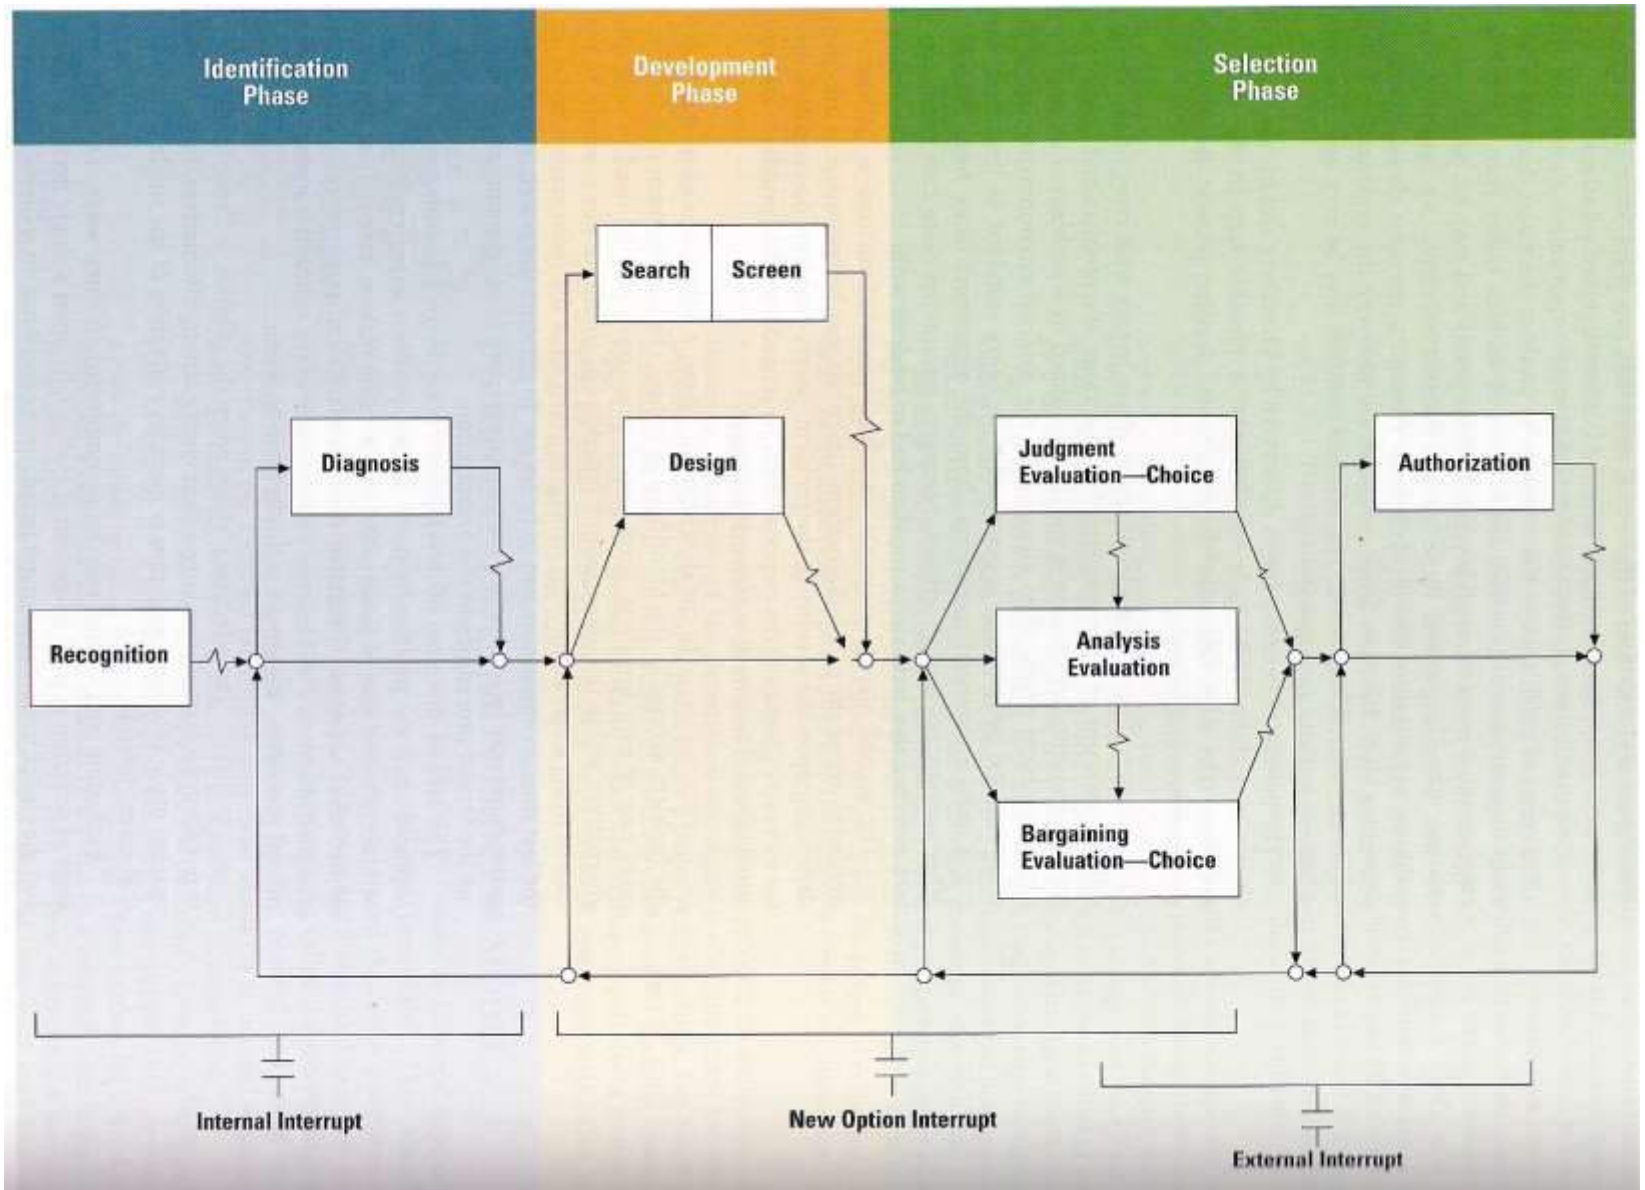 Identification
Phase
Development
Phase
Selection
Phase
Search
Screen
Diagnosis
Design
Judgment
Evaluation—Choice
Authorization
Recognition
Analysis
Evaluation
Bargaining
Evaluation—Choice
Internal Interrupt
New Option Interrupt
External Interrupt